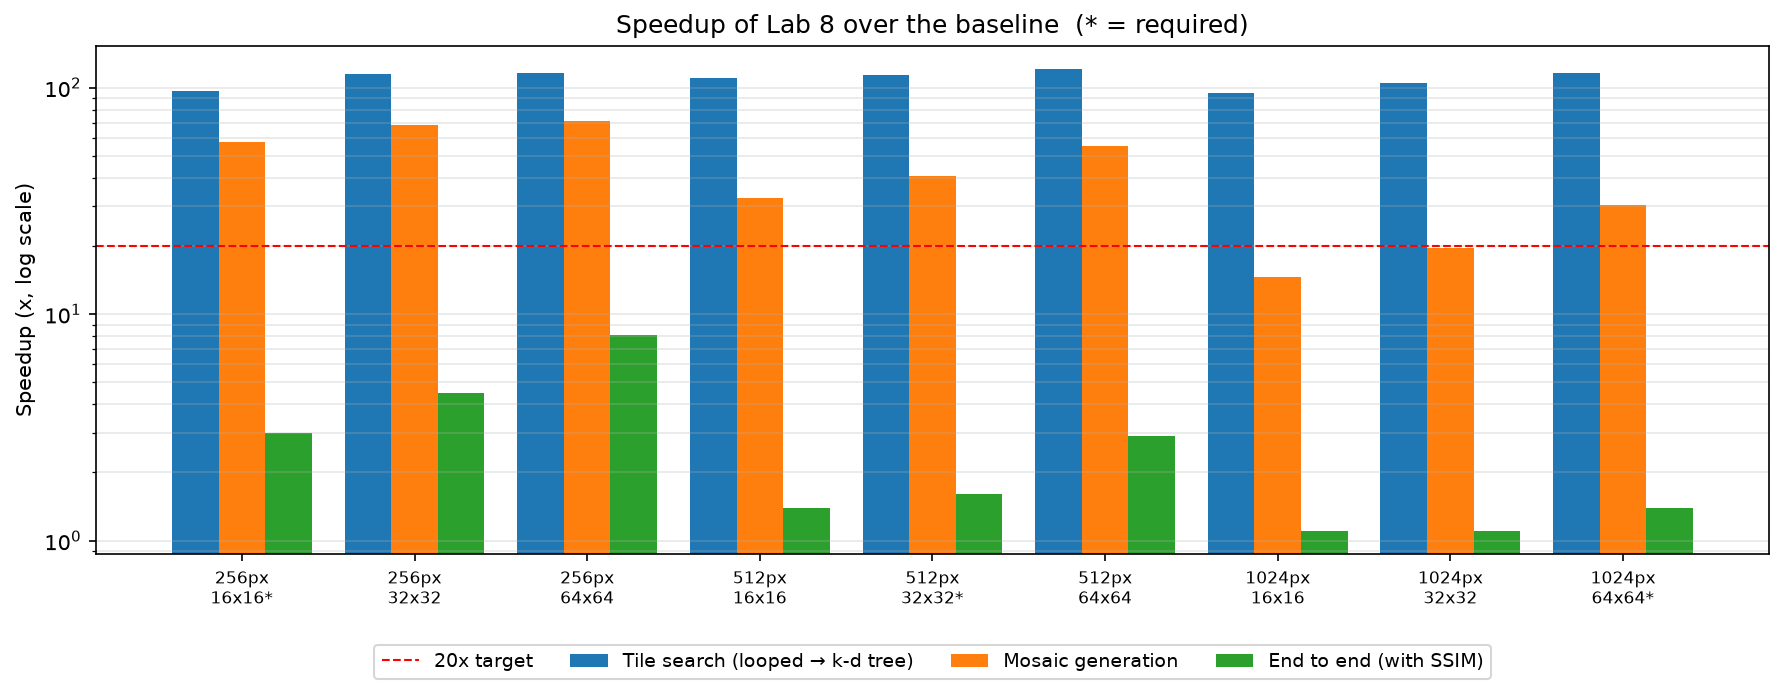 Speedup of Lab 8 over the baseline (* = required)
Speedup (x, log scale)
10²
10¹
10⁰
256px
16x16*
256px
32x32
256px
64x64
512px
16x16
512px
32x32*
512px
64x64
1024px
16x16
1024px
32x32
1024px
64x64*
20x target
Tile search (looped → k-d tree)
Mosaic generation
End to end (with SSIM)